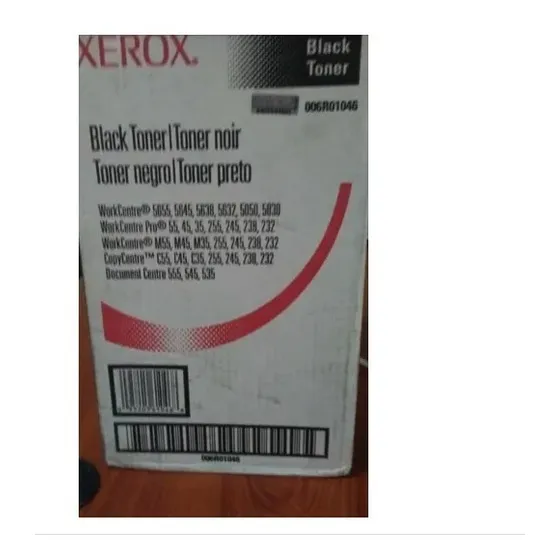 XEROX.
Black
Toner
006R01046
Black Toner | Toner noir
Toner negro | Toner preto
WorkCentre® 5655, 5645, 5638, 5632, 5050, 5030
WorkCentre Pro® 55, 45, 35, 255, 245, 238, 232
WorkCentre® M55, M45, M35, 255, 245, 238, 232
CopyCentre™ C55, C45, C35, 255, 245, 238, 232
Document Centre 555, 545, 535
006R01046